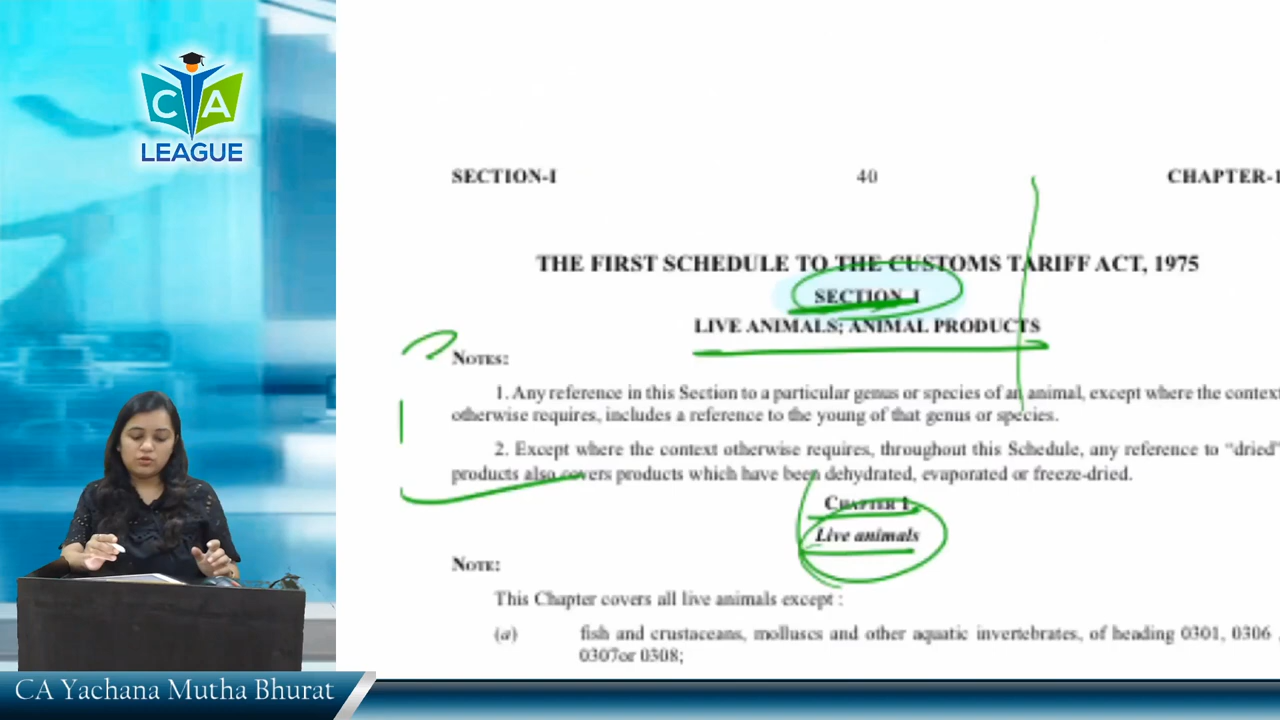 CA
LEAGUE
SECTION-I 40 CHAPTER-1
THE FIRST SCHEDULE TO THE CUSTOMS TARIFF ACT, 1975
SECTION-I
LIVE ANIMALS; ANIMAL PRODUCTS
NOTES:
1. Any reference in this Section to a particular genus or species of an animal, except where the context
otherwise requires, includes a reference to the young of that genus or species.
2. Except where the context otherwise requires, throughout this Schedule, any reference to “dried”
products also covers products which have been dehydrated, evaporated or freeze-dried.
CHAPTER 1
Live animals
NOTE:
This Chapter covers all live animals except :
(a) fish and crustaceans, molluscs and other aquatic invertebrates, of heading 0301, 0306 ,
0307or 0308;
CA Yachana Mutha Bhurat